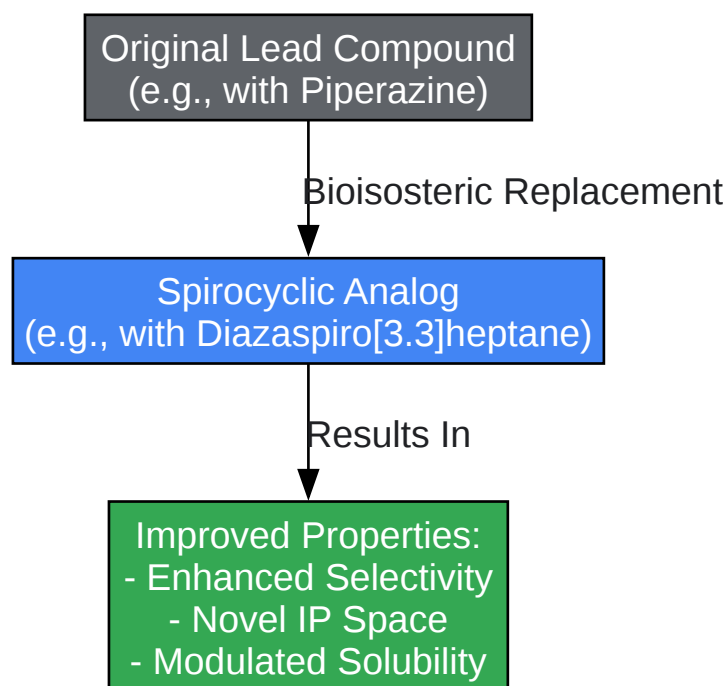 Original Lead Compound
(e.g., with Piperazine)
Bioisosteric Replacement
Spirocyclic Analog
(e.g., with Diazaspiro[3.3]heptane)
Results In
Improved Properties:
- Enhanced Selectivity
- Novel IP Space
- Modulated Solubility